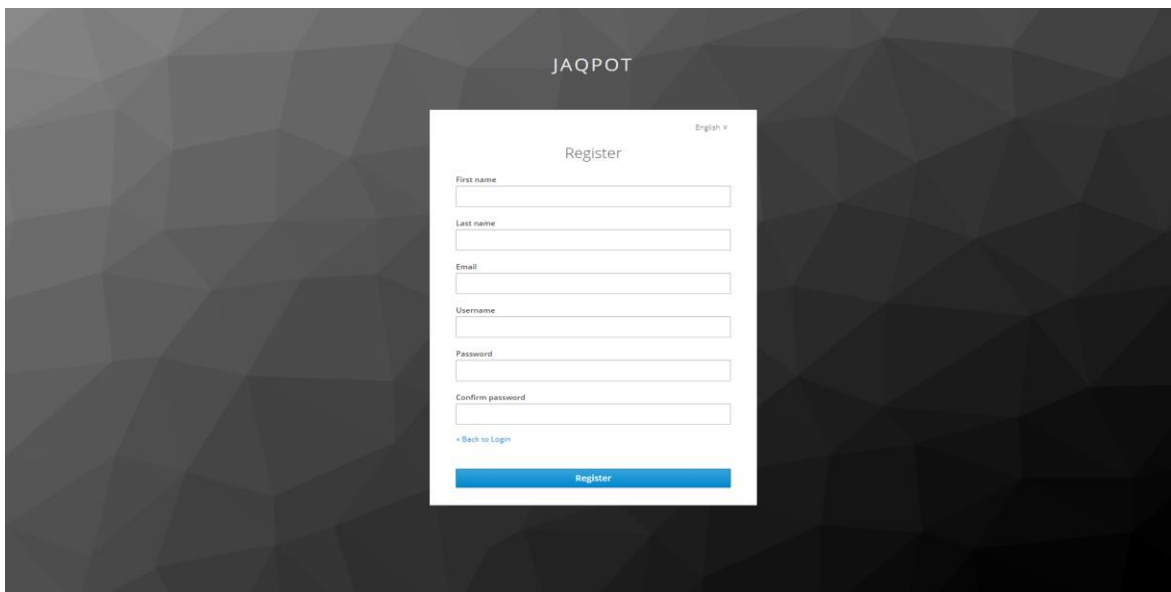 JAQPOT
English
Register
First name
Last name
Email
Username
Password
Confirm password
« Back to Login
Register